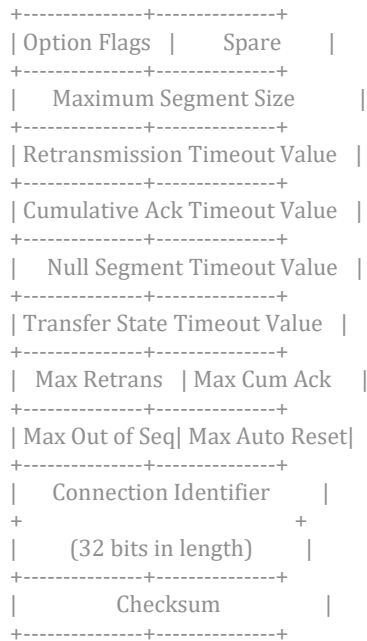 +---------------+---------------+
| Option Flags | Spare |
+---------------+---------------+
| Maximum Segment Size |
+---------------+---------------+
| Retransmission Timeout Value |
+---------------+---------------+
| Cumulative Ack Timeout Value |
+---------------+---------------+
| Null Segment Timeout Value |
+---------------+---------------+
| Transfer State Timeout Value |
+---------------+---------------+
| Max Retrans | Max Cum Ack |
+---------------+---------------+
| Max Out of Seq| Max Auto Reset|
+---------------+---------------+
| Connection Identifier |
+ +
| (32 bits in length) |
+---------------+---------------+
| Checksum |
+---------------+---------------+